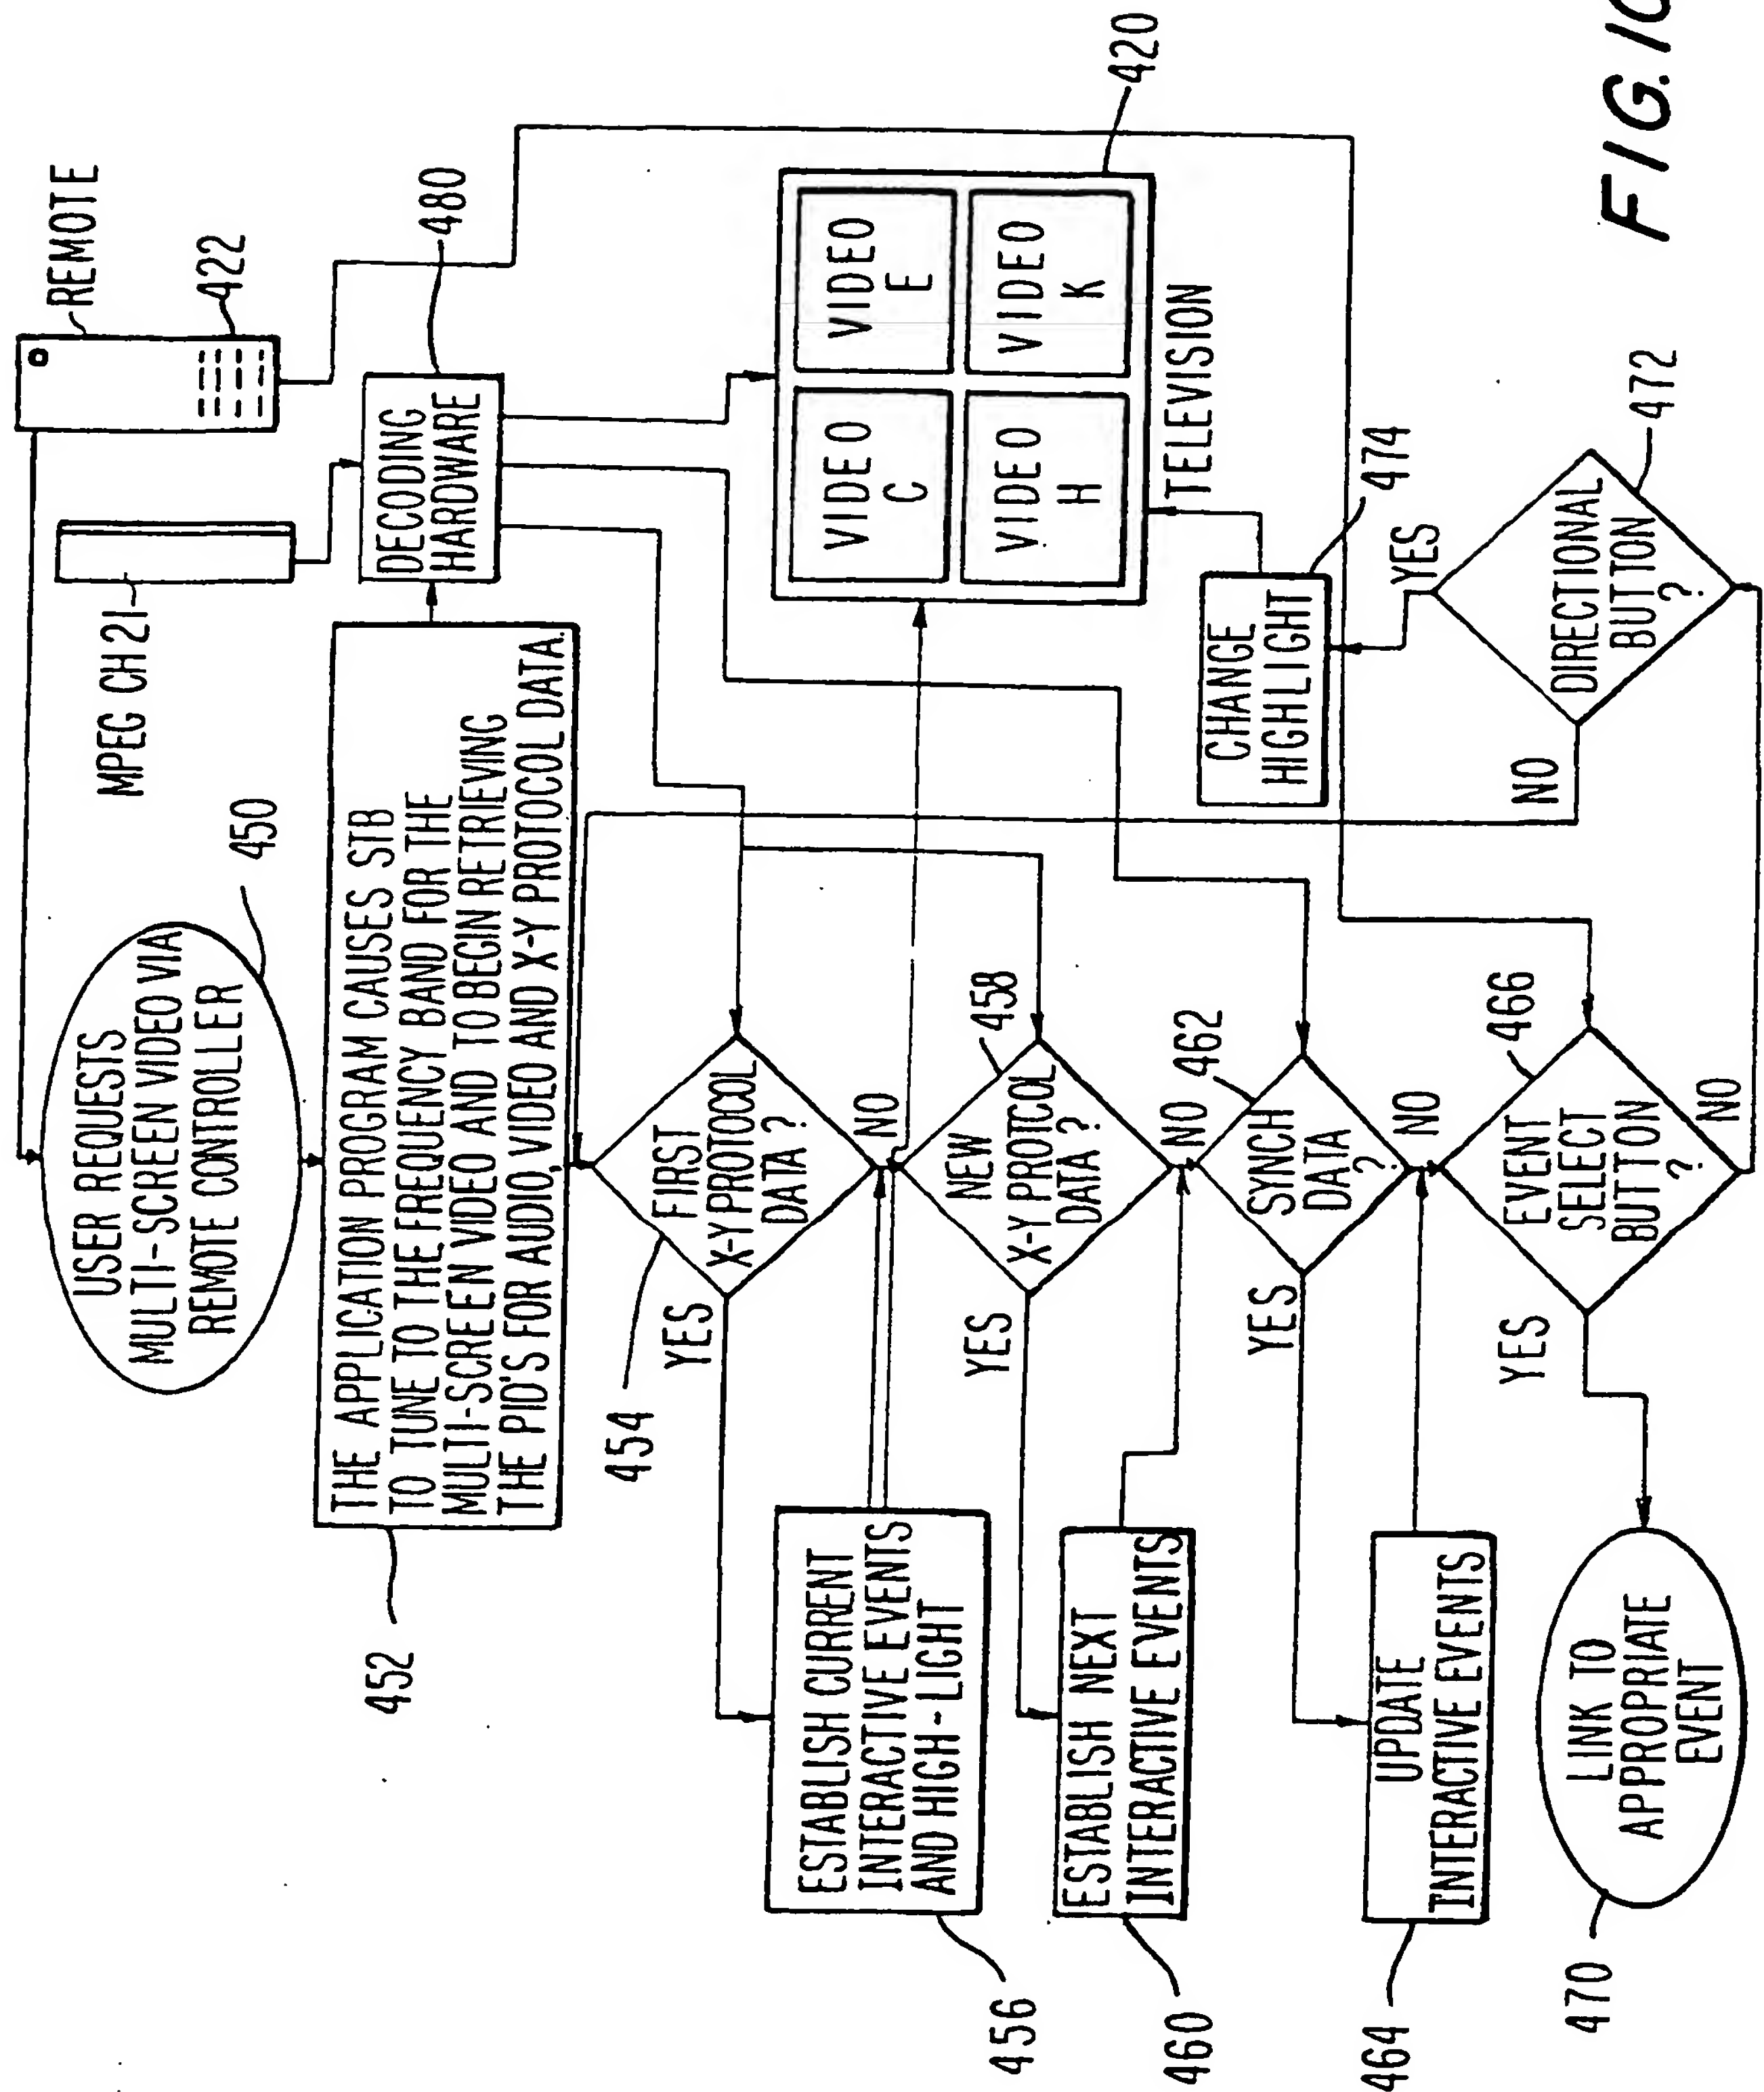 REMOTE
422
MPEG CH21
450
USER REQUESTS
MULTI-SCREEN VIDEO VIA
REMOTE CONTROLLER
480
DECODING
HARDWARE
452
THE APPLICATION PROGRAM CAUSES STB
TO TUNE TO THE FREQUENCY BAND FOR THE
MULTI-SCREEN VIDEO AND TO BEGIN RETRIEVING
THE PID'S FOR AUDIO, VIDEO AND X-Y PROTOCOL DATA.
420
VIDEO
C
VIDEO
E
VIDEO
H
VIDEO
K
TELEVISION
454
FIRST
X-Y PROTOCOL
DATA?
YES
NO
456
ESTABLISH CURRENT
INTERACTIVE EVENTS
AND HIGH-LIGHT
458
NEW
X-Y PROTCOL
DATA?
YES
NO
460
ESTABLISH NEXT
INTERACTIVE EVENTS
462
SYNCH
DATA
?
YES
NO
464
UPDATE
INTERACTIVE EVENTS
466
EVENT
SELECT
BUTTON
?
YES
NO
470
LINK TO
APPROPRIATE
EVENT
472
DIRECTIONAL
BUTTON
?
YES
NO
474
CHANGE
HIGHLIGHT
FIG.10